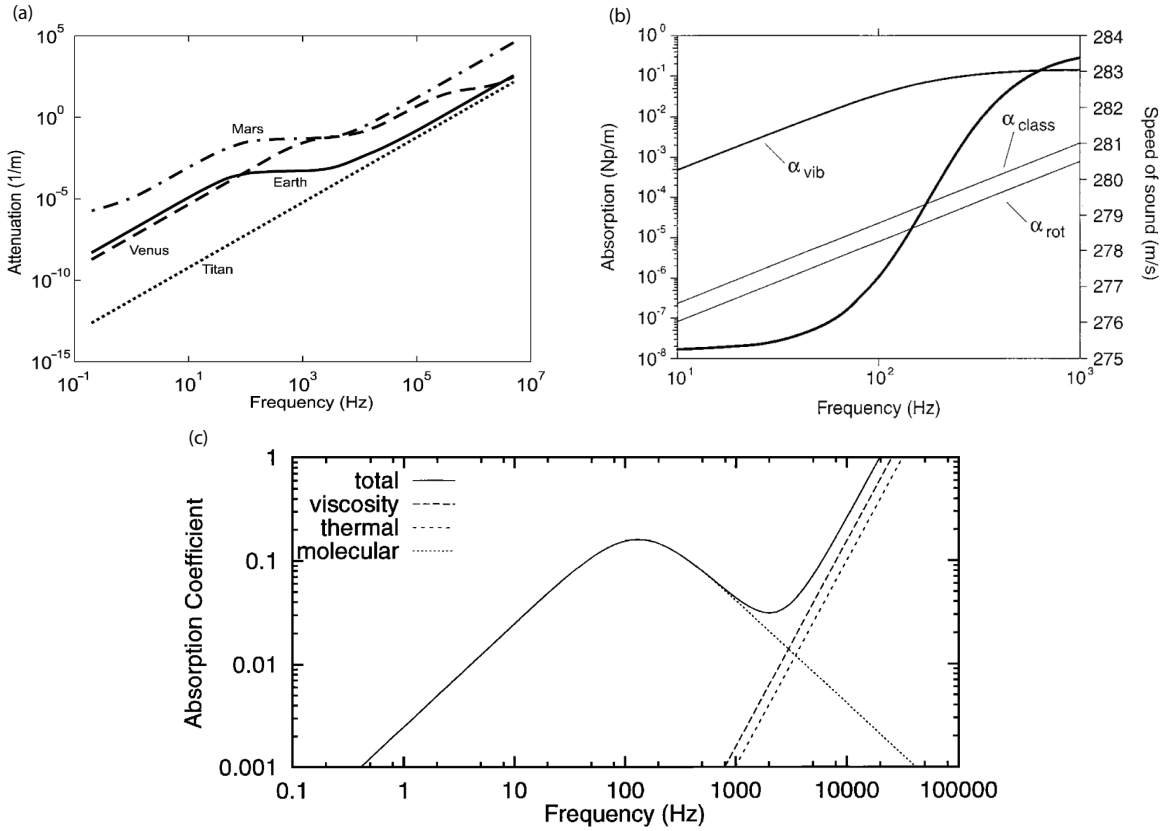 (a)
10^5
10^0
10^-5
10^-10
10^-15
Attenuation (1/m)
Mars
Earth
Venus
Titan
10^-1
10^1
10^3
10^5
10^7
Frequency (Hz)
(b)
10^0
10^-1
10^-2
10^-3
10^-4
10^-5
10^-6
10^-7
10^-8
Absorption (Np/m)
α_vib
α_class
α_rot
284
283
282
281
280
279
278
277
276
275
Speed of sound (m/s)
10^1
10^2
10^3
Frequency (Hz)
(c)
1
0.1
0.01
0.001
Absorption Coefficient
total
viscosity
thermal
molecular
0.1
1
10
100
1000
10000
100000
Frequency (Hz)